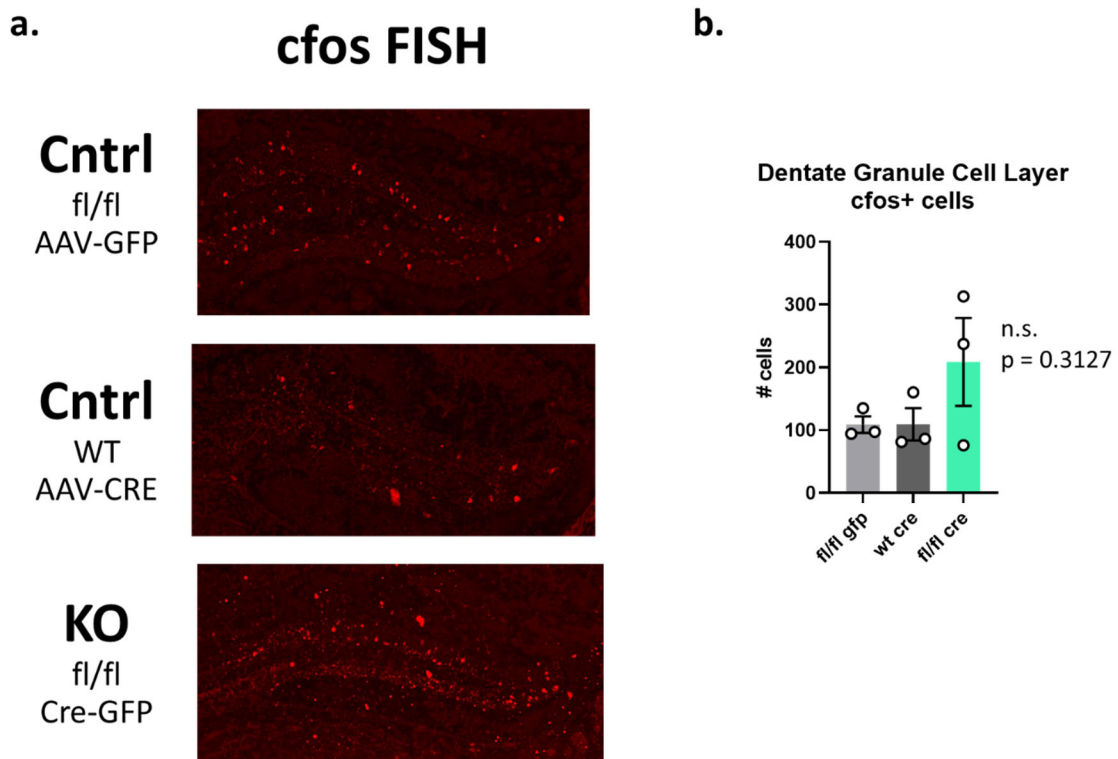 a.
cfos FISH
Cntrl
fl/fl
AAV-GFP
Cntrl
WT
AAV-CRE
KO
fl/fl
Cre-GFP
b.
Dentate Granule Cell Layer
cfos+ cells
# cells
400
300
200
100
0
fl/fl gfp
wt cre
fl/fl cre
n.s.
p = 0.3127